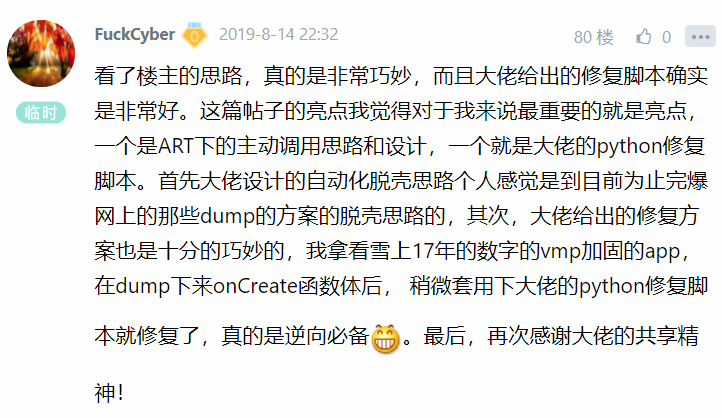 FuckCyber 0 2019-8-14 22:32 80 楼 0
看了楼主的思路，真的是非常巧妙，而且大佬给出的修复脚本确实
临时
是非常好。这篇帖子的亮点我觉得对于我来说最重要的就是亮点，
一个是ART下的主动调用思路和设计，一个就是大佬的python修复
脚本。首先大佬设计的自动化脱壳思路个人感觉是到目前为止完爆
网上的那些dump的方案的脱壳思路的，其次，大佬给出的修复方
案也是十分的巧妙的，我拿看雪上17年的数字的vmp加固的app，
在dump下来onCreate函数体后， 稍微套用下大佬的python修复脚
本就修复了，真的是逆向必备😁。最后，再次感谢大佬的共享精
神！